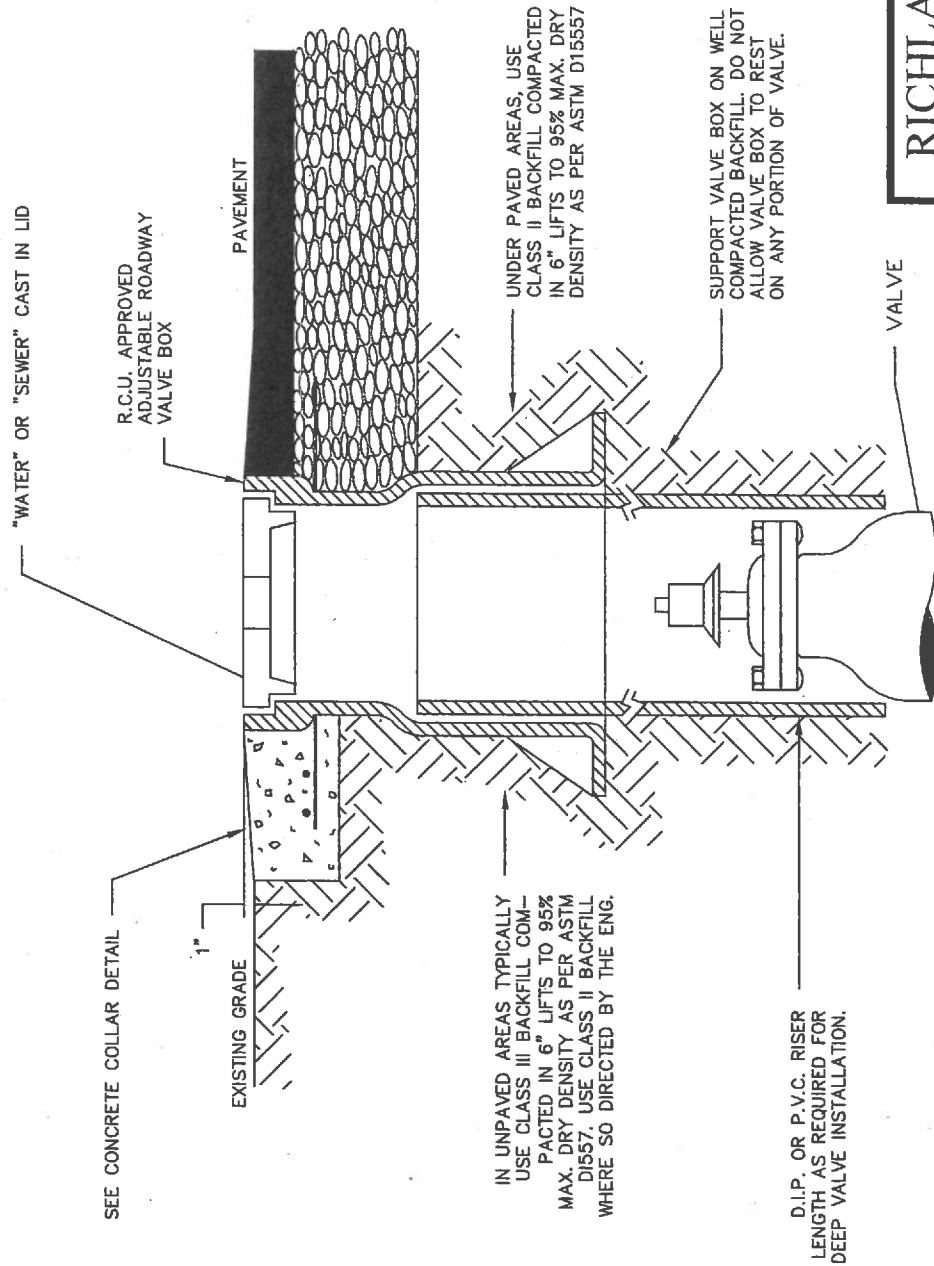 "WATER" OR "SEWER" CAST IN LID
SEE CONCRETE COLLAR DETAIL
R.C.U. APPROVED
ADJUSTABLE ROADWAY
VALVE BOX
PAVEMENT
1"
EXISTING GRADE
UNDER PAVED AREAS, USE
CLASS II BACKFILL COMPACTED
IN 6" LIFTS TO 95% MAX. DRY
DENSITY AS PER ASTM D15557
IN UNPAVED AREAS TYPICALLY
USE CLASS III BACKFILL COM-
PACTED IN 6" LIFTS TO 95%
MAX. DRY DENSITY AS PER ASTM
D1557. USE CLASS II BACKFILL
WHERE SO DIRECTED BY THE ENG.
SUPPORT VALVE BOX ON WELL
COMPACTED BACKFILL. DO NOT
ALLOW VALVE BOX TO REST
ON ANY PORTION OF VALVE.
D.I.P. OR P.V.C. RISER
LENGTH AS REQUIRED FOR
DEEP VALVE INSTALLATION.
VALVE
RICHLA